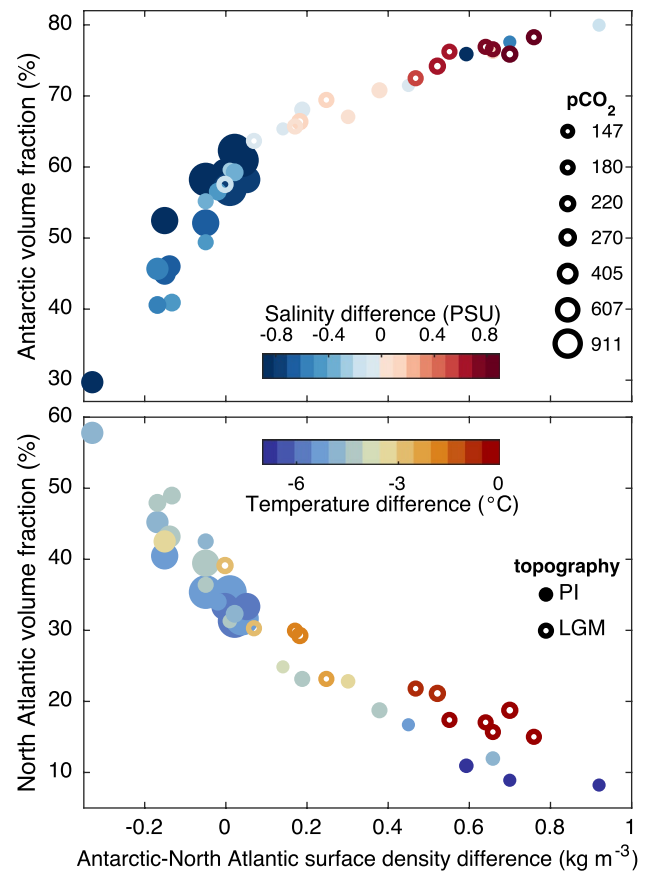 80
70
60
50
40
30
Antarctic volume fraction (%)
pCO2
147
180
220
270
405
607
911
Salinity difference (PSU)
-0.8 -0.4 0 0.4 0.8
60
50
40
30
20
10
North Atlantic volume fraction (%)
-6 -3 0
Temperature difference (°C)
topography
PI
LGM
-0.2 0 0.2 0.4 0.6 0.8 1
Antarctic-North Atlantic surface density difference (kg m-3)